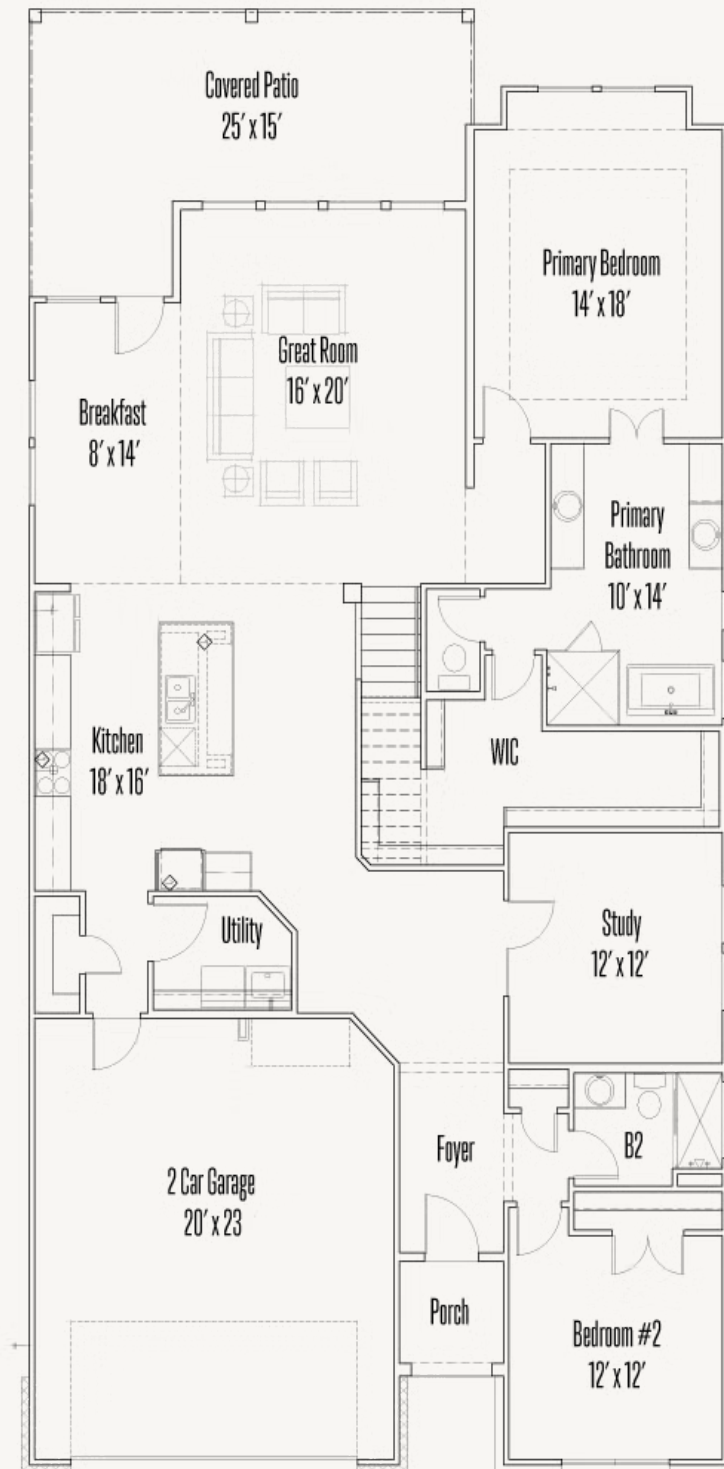 Covered Patio
25' x 15'
Primary Bedroom
14' x 18'
Great Room
16' x 20'
Breakfast
8' x 14'
Primary
Bathroom
10' x 14'
Kitchen
18' x 16'
WIC
Utility
Study
12' x 12'
Foyer
B2
2 Car Garage
20' x 23
Porch
Bedroom #2
12' x 12'